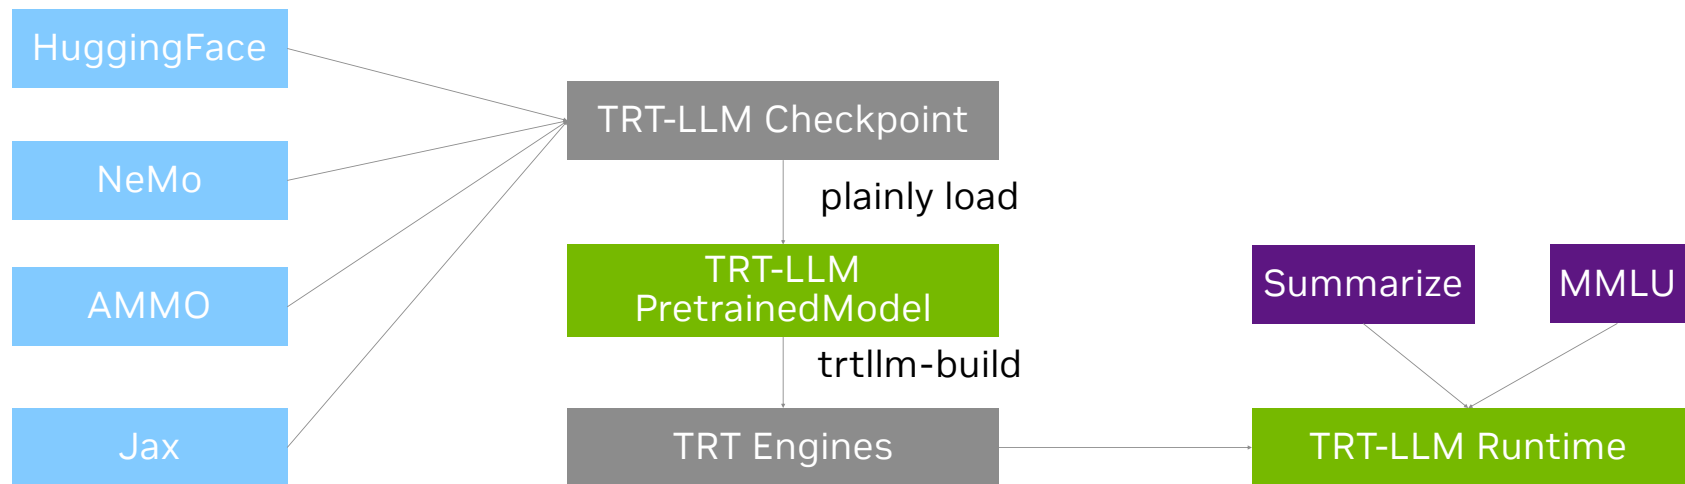 HuggingFace
NeMo
AMMO
Jax
TRT-LLM Checkpoint
plainly load
TRT-LLM
PretrainedModel
trtllm-build
TRT Engines
Summarize
MMLU
TRT-LLM Runtime